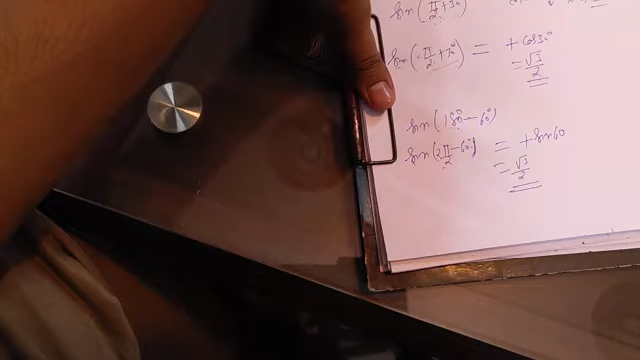 sin(π/2+30)
sin(π/2+30°) = +cos30°
= √3/2
sin(180°-60°)
sin(2π/2-60°) = +sin60
= √3/2